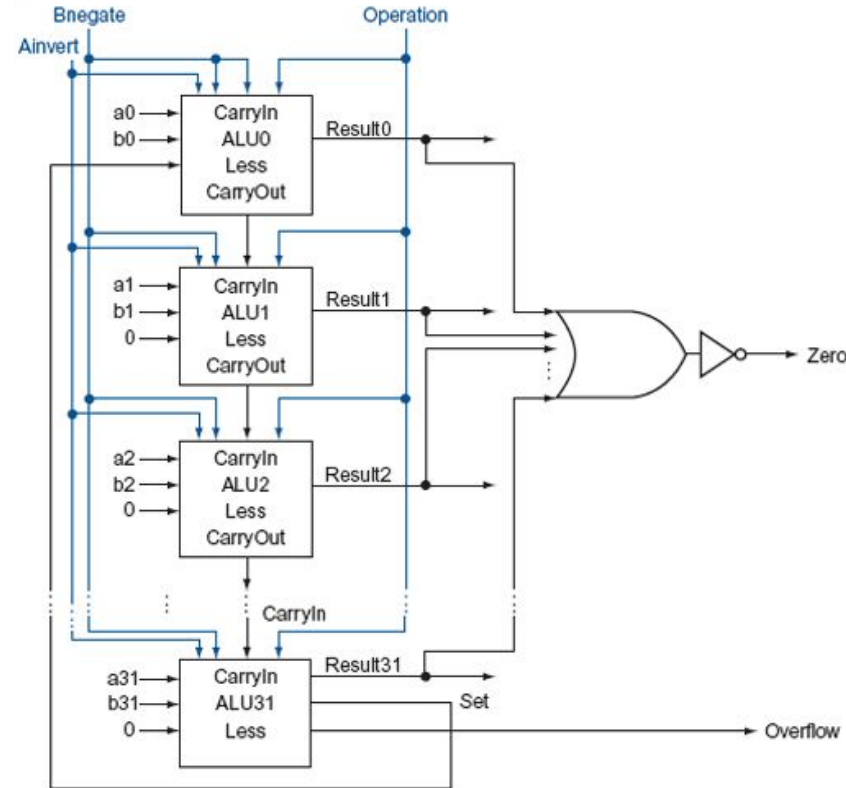 Bnegate
Operation
Ainvert
a0
b0
CarryIn
ALU0
Less
CarryOut
Result0
a1
b1
0
CarryIn
ALU1
Less
CarryOut
Result1
Zero
a2
b2
0
CarryIn
ALU2
Less
CarryOut
Result2
CarryIn
a31
b31
0
CarryIn
ALU31
Less
Result31
Set
Overflow